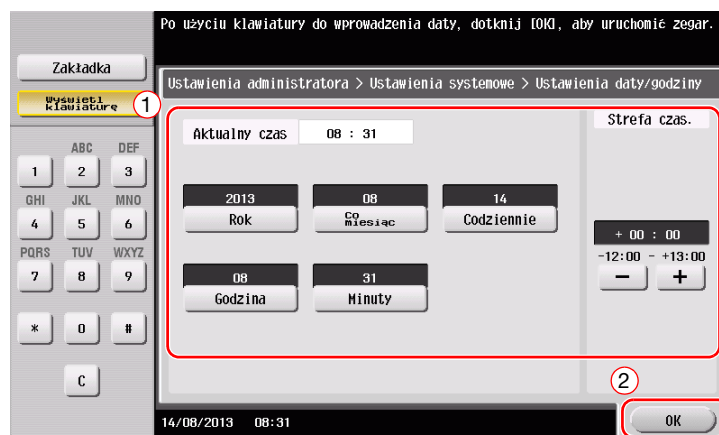 Po użyciu klawiatury do wprowadzenia daty, dotknij [OK], aby uruchomić zegar.
Zakładka
Wyświetl
klawiaturę
1
Ustawienia administratora > Ustawienia systemowe > Ustawienia daty/godziny
Aktualny czas 08 : 31
Strefa czas.
ABC DEF
1 2 3
GHI JKL MNO
4 5 6
PQRS TUV WXYZ
7 8 9
* 0 #
C
2013 08 14
Rok
Co
miesiąc
Codziennie
08 31
Godzina Minuty
+ 00 : 00
-12:00 - +13:00
− +
2
14/08/2013 08:31
OK